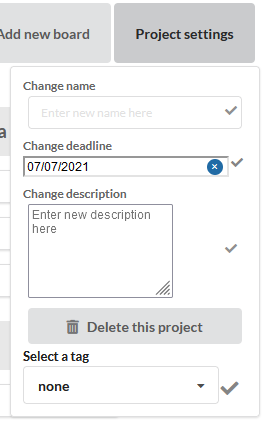 Add new board
Project settings
Change name
Enter new name here
a
Change deadline
07/07/2021
Change description
Enter new description
here
Delete this project
Select a tag
none